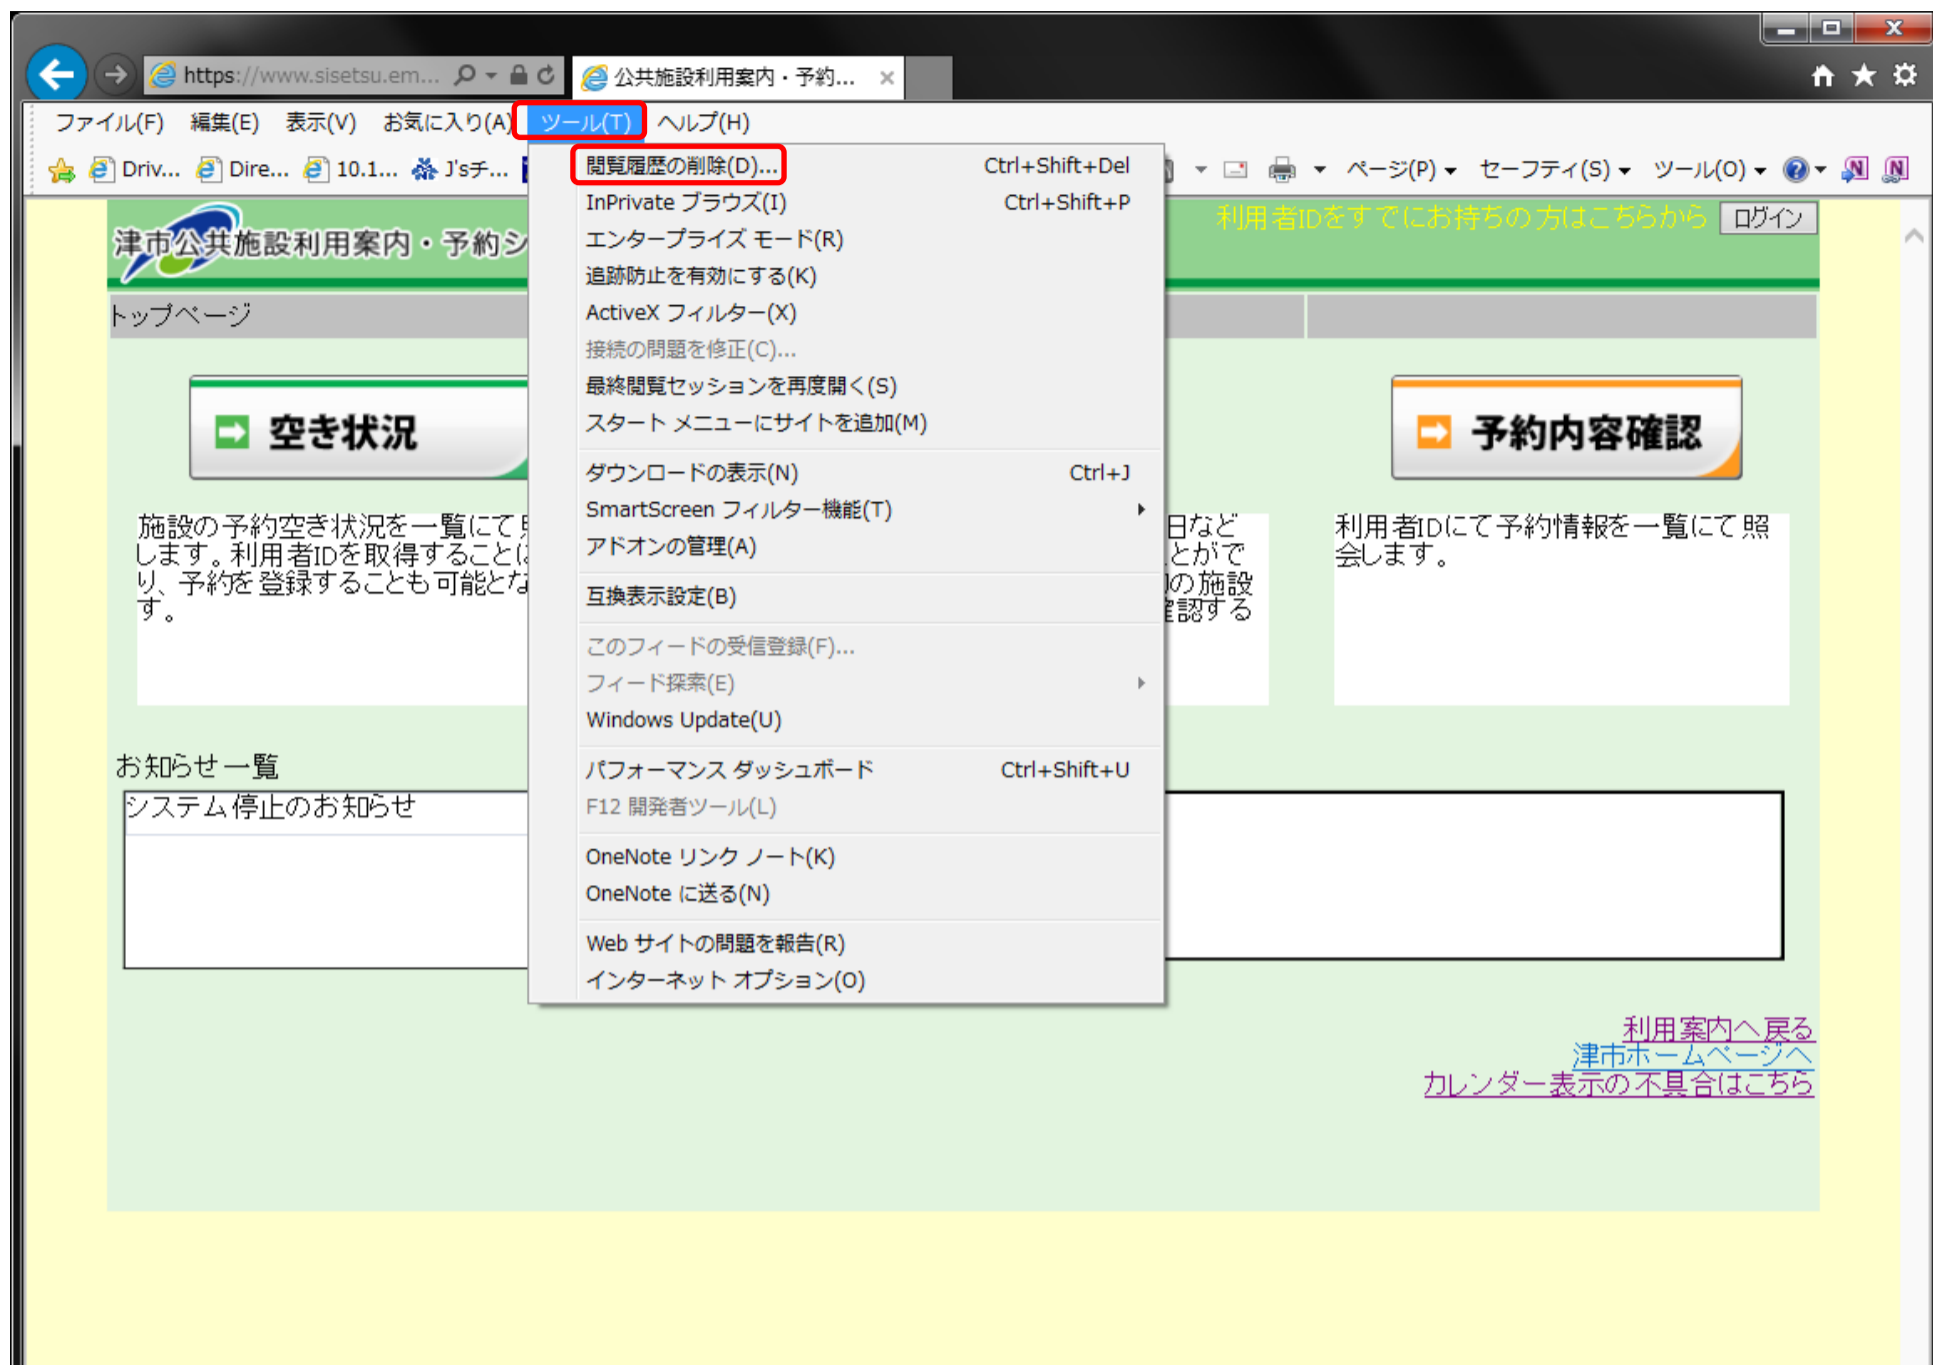 https://www.sisetsu.em...
公共施設利用案内・予約...
ファイル(F) 編集(E) 表示(V) お気に入り(A) ツール(T) ヘルプ(H)
Driv... Dire... 10.1... J'sチ... ページ(P) セーフティ(S) ツール(O)
閲覧履歴の削除(D)... Ctrl+Shift+Del
InPrivate ブラウズ(I) Ctrl+Shift+P
エンタープライズ モード(R)
追跡防止を有効にする(K)
ActiveX フィルター(X)
接続の問題を修正(C)...
最終閲覧セッションを再度開く(S)
スタート メニューにサイトを追加(M)
ダウンロードの表示(N) Ctrl+J
SmartScreen フィルター機能(T)
アドオンの管理(A)
互換表示設定(B)
このフィードの受信登録(F)...
フィード探索(E)
Windows Update(U)
パフォーマンス ダッシュボード Ctrl+Shift+U
F12 開発者ツール(L)
OneNote リンク ノート(K)
OneNote に送る(N)
Web サイトの問題を報告(R)
インターネット オプション(O)
津市公共施設利用案内・予約シ
利用者IDをすでにお持ちの方はこちらから ログイン
トップページ
空き状況
予約内容確認
施設の予約空き状況を一覧にて
します。利用者IDを取得することに
り、予約を登録することも可能とな
す。
日など
とがで
の施設
認する
利用者IDにて予約情報を一覧にて照
会します。
お知らせ一覧
システム停止のお知らせ
利用案内へ戻る
津市ホームページへ
カレンダー表示の不具合はこちら